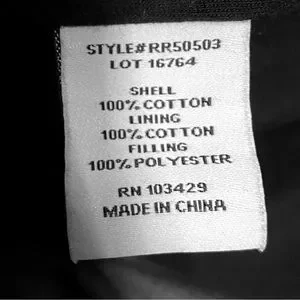 STYLE#RR50503
LOT 16764
SHELL
100% COTTON
LINING
100% COTTON
FILLING
100% POLYESTER
RN 103429
MADE IN CHINA